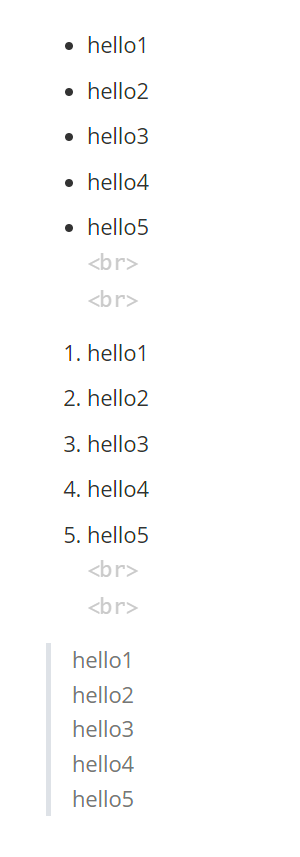 • hello1
• hello2
• hello3
• hello4
• hello5
<br>
<br>
1. hello1
2. hello2
3. hello3
4. hello4
5. hello5
<br>
<br>
hello1
hello2
hello3
hello4
hello5